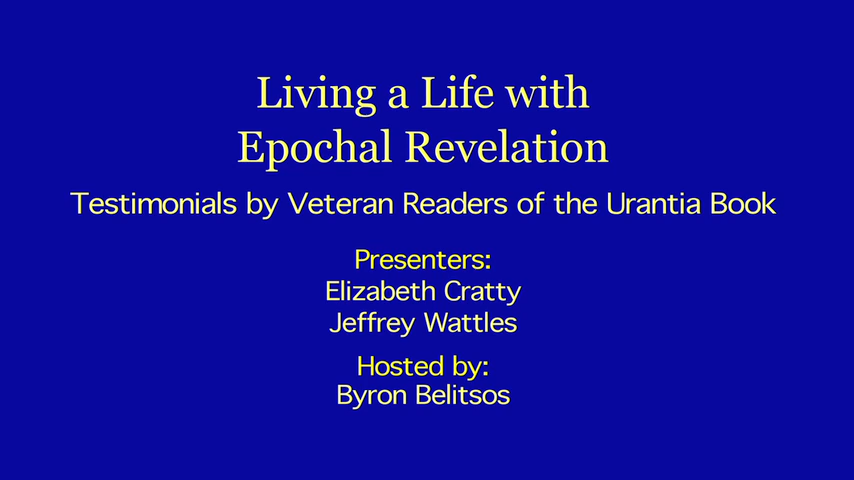 Living a Life with
Epochal Revelation
Testimonials by Veteran Readers of the Urantia Book
Presenters:
Elizabeth Cratty
Jeffrey Wattles
Hosted by:
Byron Belitsos